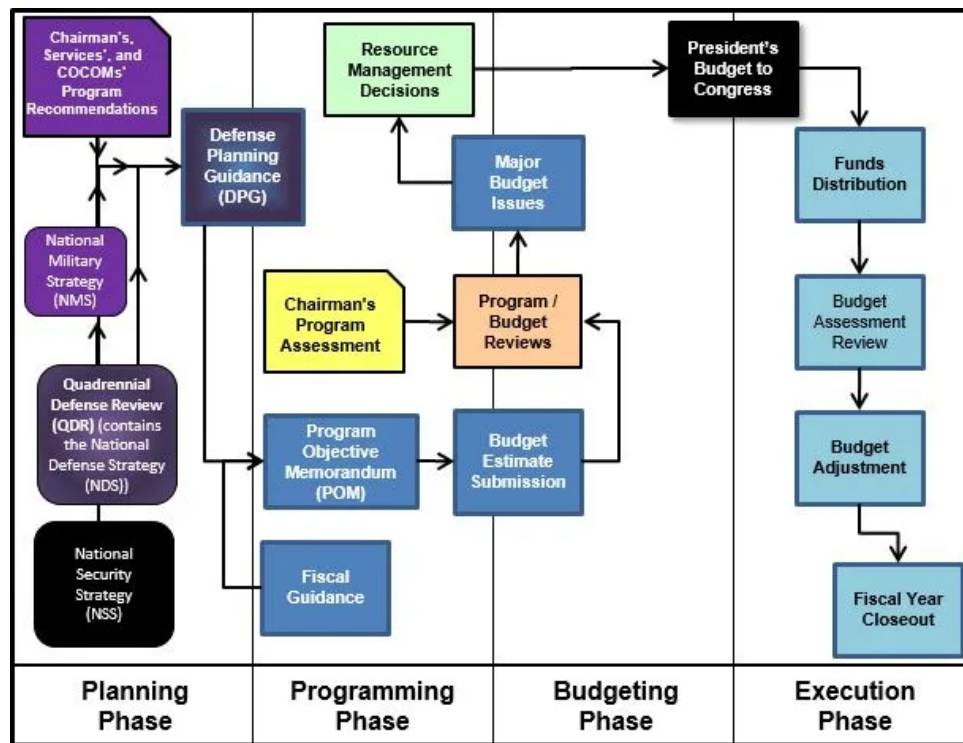 Chairman's,
Services', and
COCOMs'
Program
Recommendations
Defense
Planning
Guidance
(DPG)
National
Military
Strategy
(NMS)
Quadrennial
Defense Review
(QDR) (contains
the National
Defense Strategy
(NDS))
National
Security
Strategy
(NSS)
Resource
Management
Decisions
Major
Budget
Issues
Chairman's
Program
Assessment
Program /
Budget
Reviews
Program
Objective
Memorandum
(POM)
Budget
Estimate
Submission
Fiscal
Guidance
President's
Budget to
Congress
Funds
Distribution
Budget
Assessment
Review
Budget
Adjustment
Fiscal Year
Closeout
Planning
Phase
Programming
Phase
Budgeting
Phase
Execution
Phase